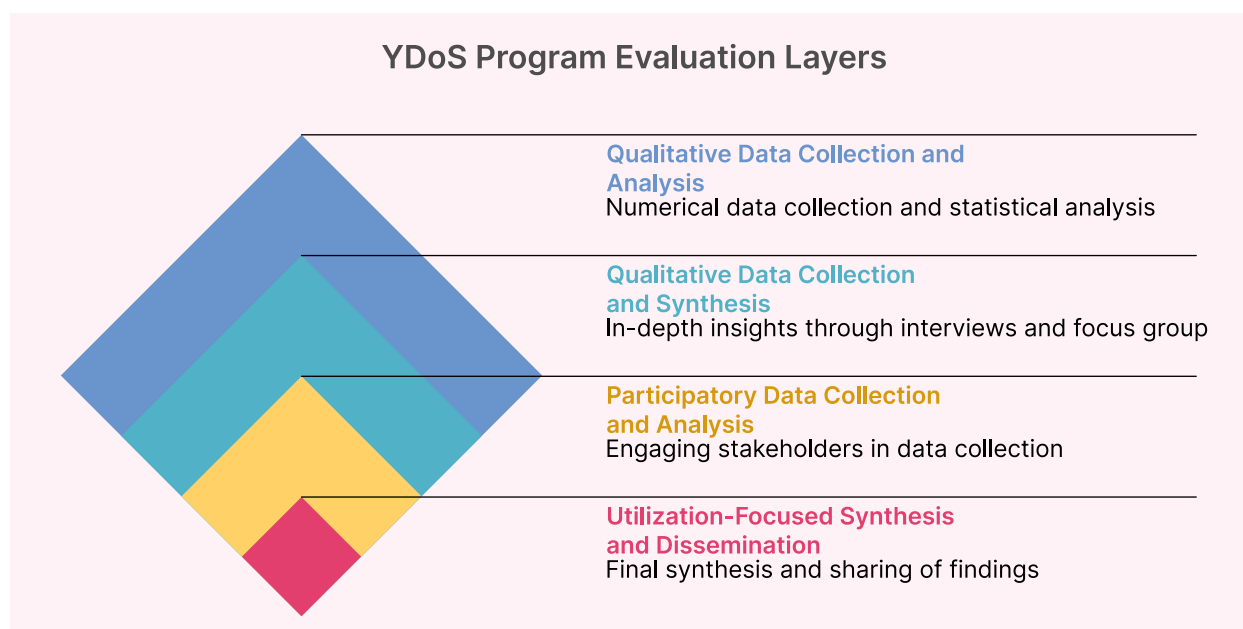 YDoS Program Evaluation Layers
Qualitative Data Collection and
Analysis
Numerical data collection and statistical analysis
Qualitative Data Collection
and Synthesis
In-depth insights through interviews and focus group
Participatory Data Collection
and Analysis
Engaging stakeholders in data collection
Utilization-Focused Synthesis
and Dissemination
Final synthesis and sharing of findings